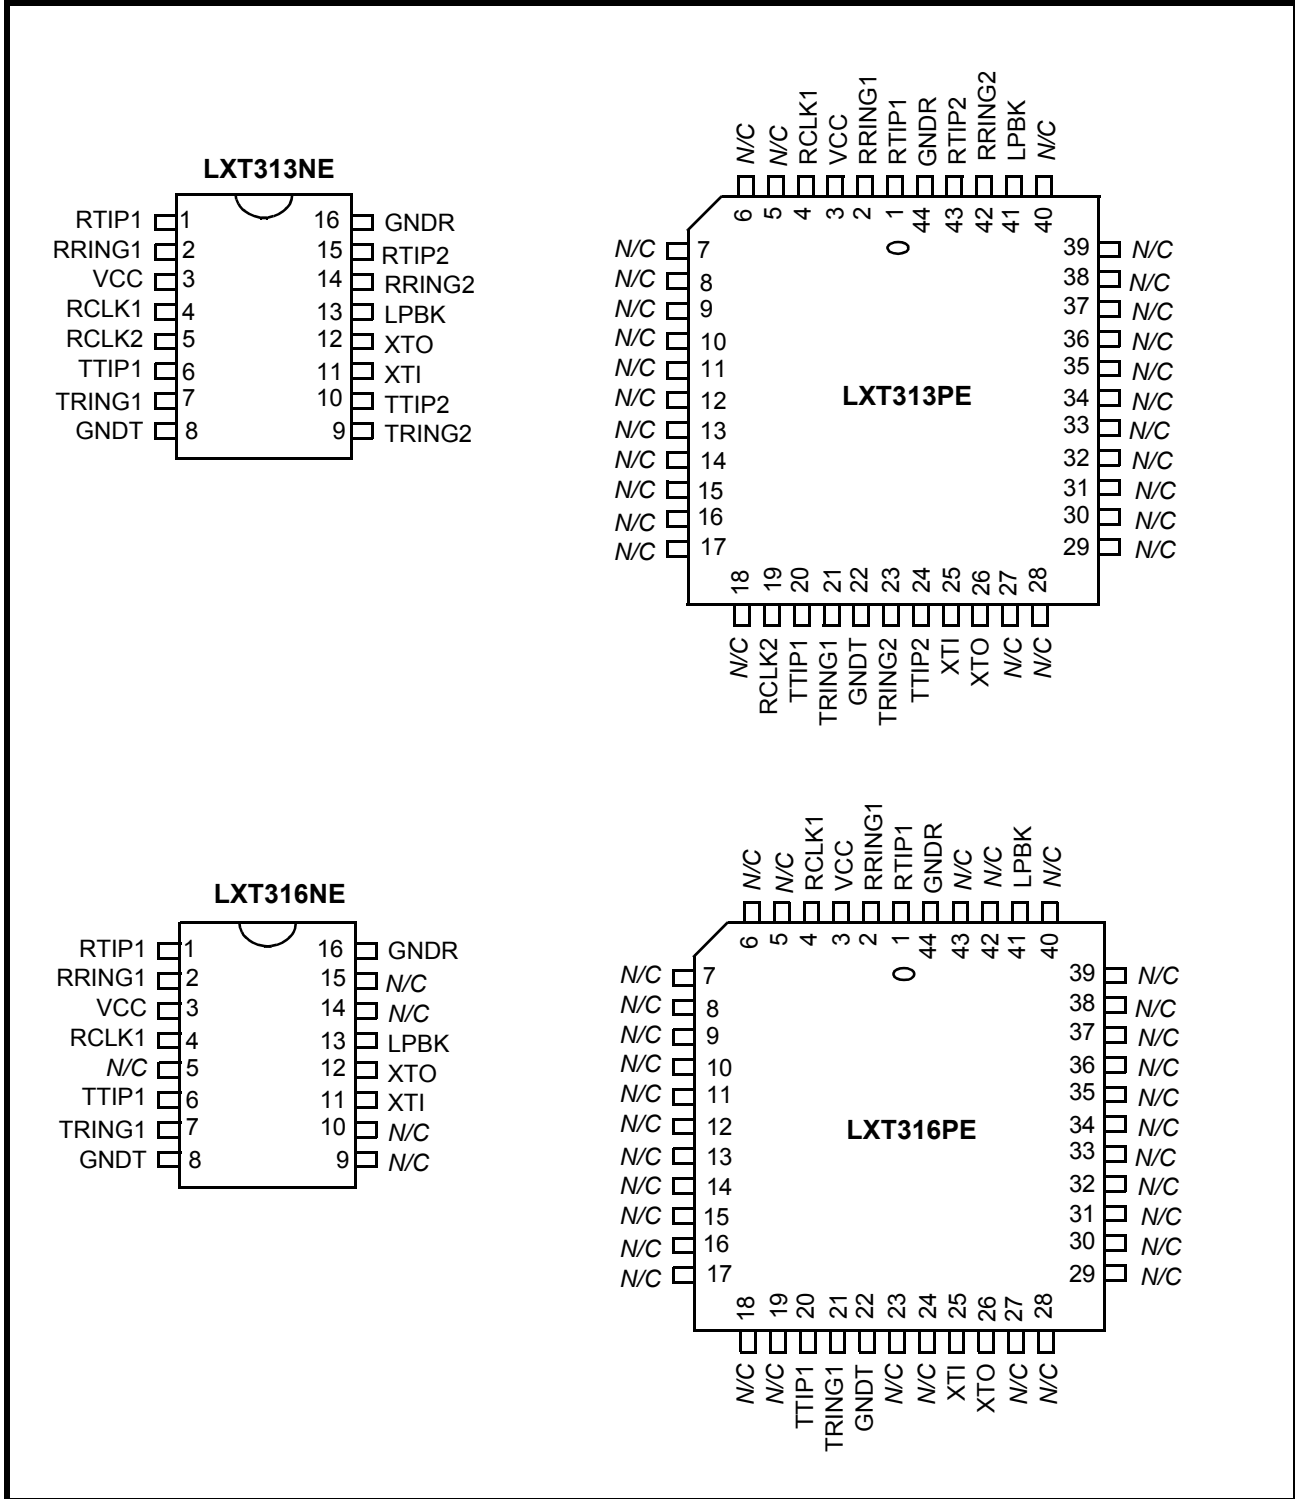 LXT313NE
RTIP1 1 16 GNDR
RRING1 2 15 RTIP2
VCC 3 14 RRING2
RCLK1 4 13 LPBK
RCLK2 5 12 XTO
TTIP1 6 11 XTI
TRING1 7 10 TTIP2
GNDT 8 9 TRING2
N/C N/C RCLK1 VCC RRING1 RTIP1 GNDR RTIP2 RRING2 LPBK N/C
6 5 4 3 2 1 44 43 42 41 40
N/C 7 39 N/C
N/C 8 38 N/C
N/C 9 37 N/C
N/C 10 36 N/C
N/C 11 35 N/C
N/C 12 34 N/C
LXT313PE
N/C 13 33 N/C
N/C 14 32 N/C
N/C 15 31 N/C
N/C 16 30 N/C
N/C 17 29 N/C
18 19 20 21 22 23 24 25 26 27 28
N/C RCLK2 TTIP1 TRING1 GNDT TRING2 TTIP2 XTI XTO N/C N/C
LXT316NE
RTIP1 1 16 GNDR
RRING1 2 15 N/C
VCC 3 14 N/C
RCLK1 4 13 LPBK
N/C 5 12 XTO
TTIP1 6 11 XTI
TRING1 7 10 N/C
GNDT 8 9 N/C
N/C N/C RCLK1 VCC RRING1 RTIP1 GNDR N/C N/C LPBK N/C
6 5 4 3 2 1 44 43 42 41 40
N/C 7 39 N/C
N/C 8 38 N/C
N/C 9 37 N/C
N/C 10 36 N/C
N/C 11 35 N/C
N/C 12 34 N/C
LXT316PE
N/C 13 33 N/C
N/C 14 32 N/C
N/C 15 31 N/C
N/C 16 30 N/C
N/C 17 29 N/C
18 19 20 21 22 23 24 25 26 27 28
N/C N/C TTIP1 TRING1 GNDT N/C N/C XTI XTO N/C N/C